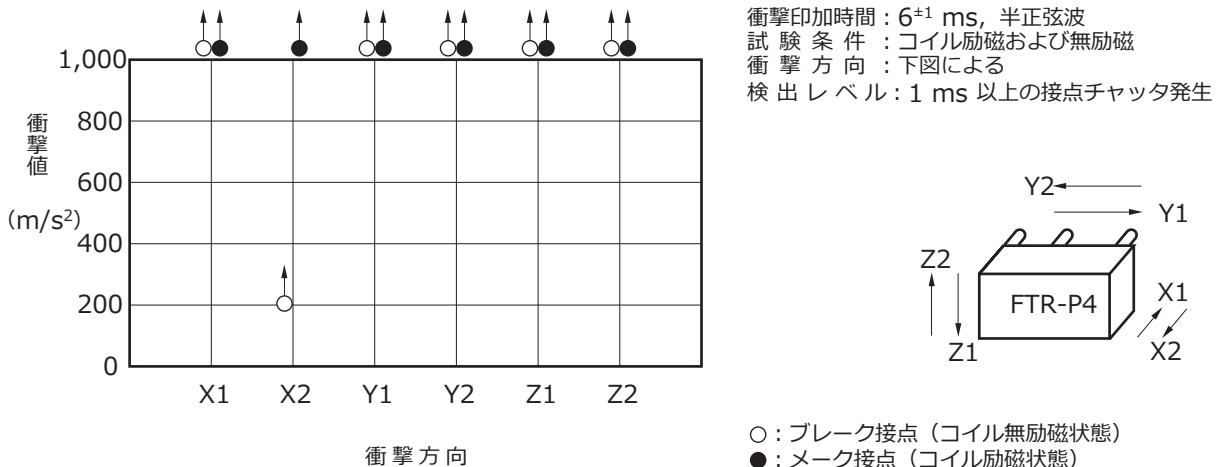 1,000
800
600
400
200
0
衝撃値
(m/s²)
X1 X2 Y1 Y2 Z1 Z2
衝撃方向
衝撃印加時間：6±1 ms，半正弦波
試験条件：コイル励磁および無励磁
衝撃方向：下図による
検出レベル：1 ms 以上の接点チャッタ発生
Y2
Y1
Z2
FTR-P4
X1
Z1
X2
○：ブレーク接点（コイル無励磁状態）
●：メーク接点（コイル励磁状態）